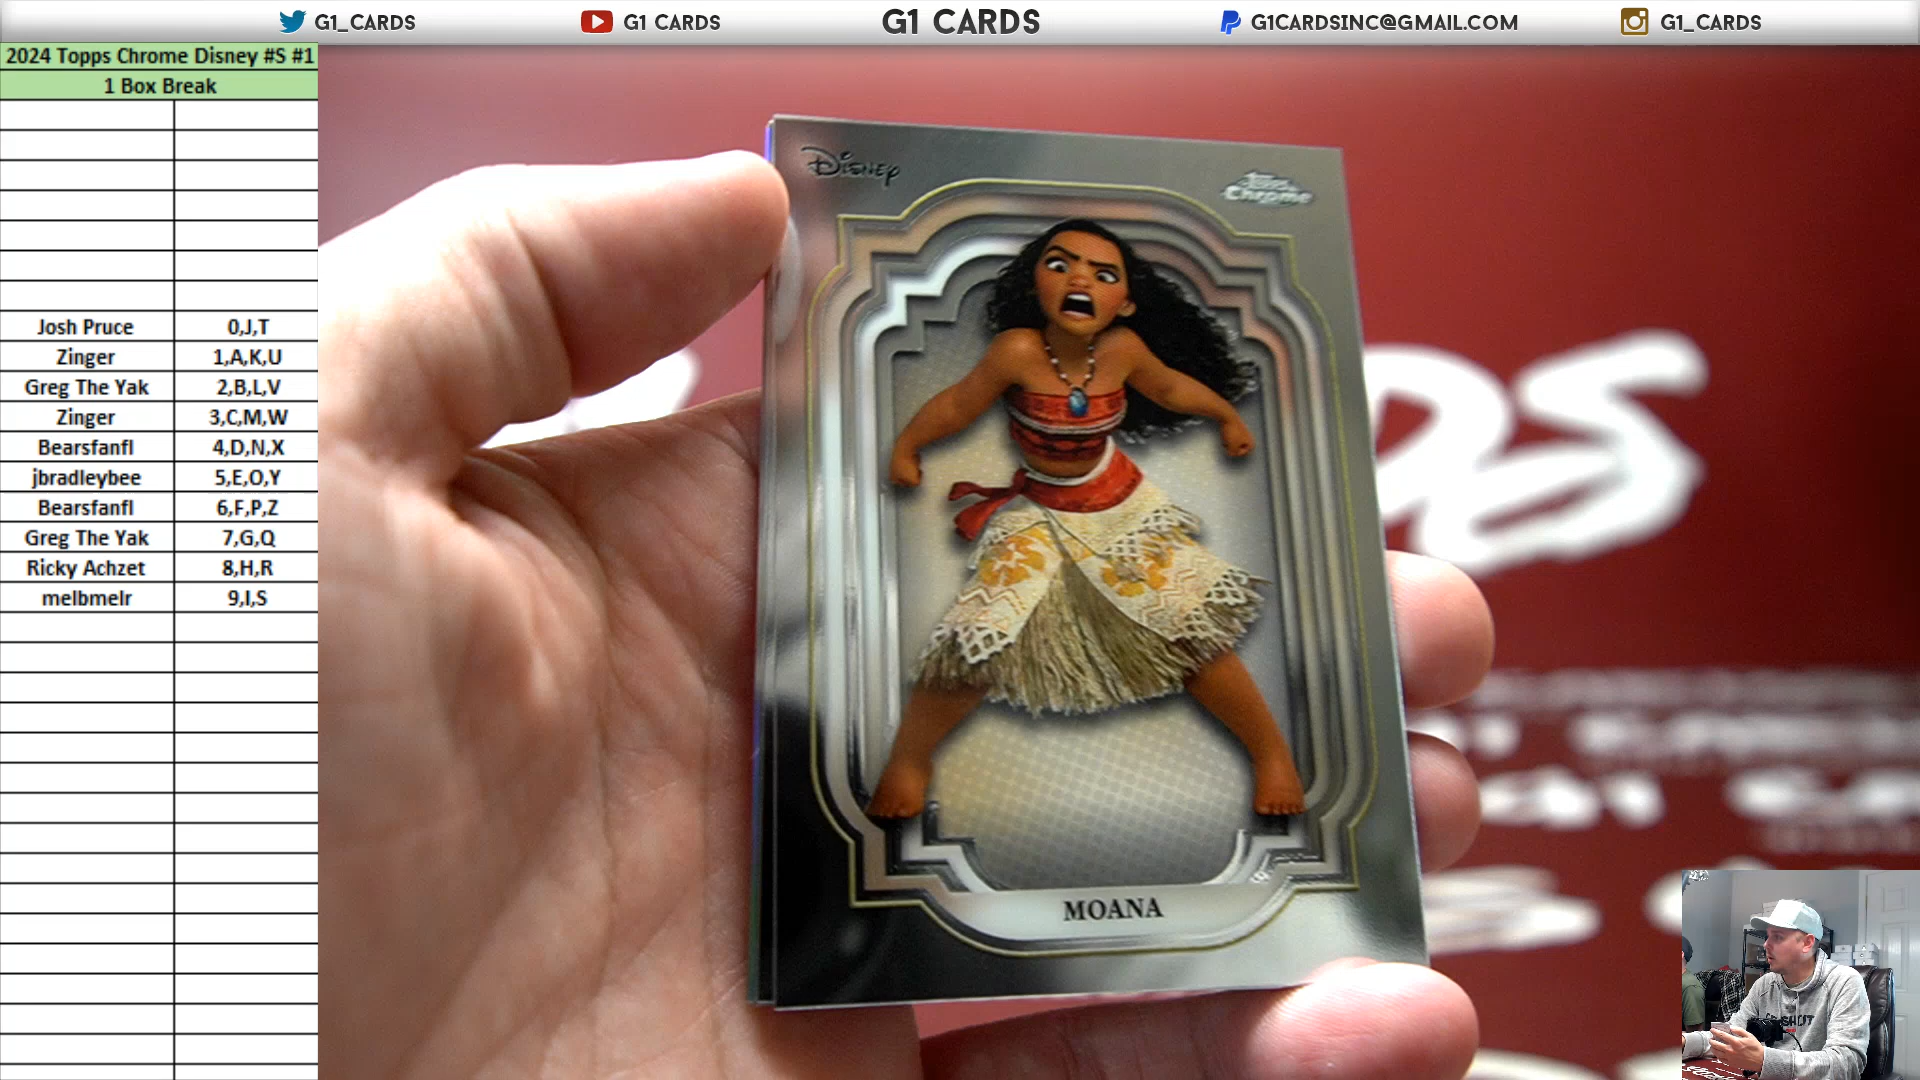 G1_CARDS
G1 CARDS
G1 CARDS
G1CARDSINC@GMAIL.COM
G1_CARDS
2024 Topps Chrome Disney #S #1
1 Box Break
Josh Pruce 0,J,T
Zinger 1,A,K,U
Greg The Yak 2,B,L,V
Zinger 3,C,M,W
Bearsfanfl 4,D,N,X
jbradleybee 5,E,O,Y
Bearsfanfl 6,F,P,Z
Greg The Yak 7,G,Q
Ricky Achzet 8,H,R
melbmelr 9,I,S
Disney
Chrome
MOANA